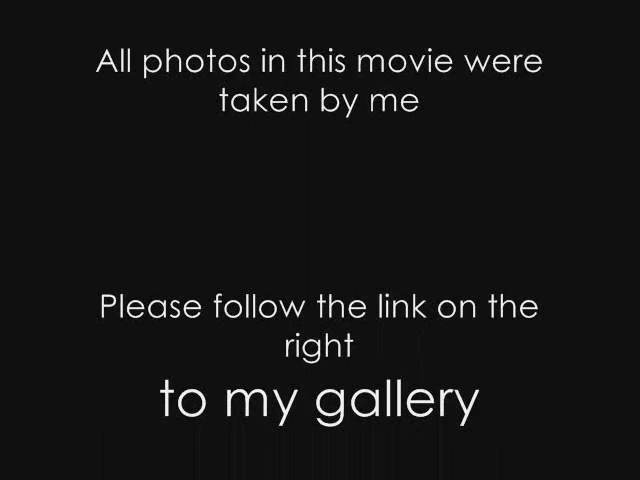 All photos in this movie were
taken by me
Please follow the link on the
right
to my gallery